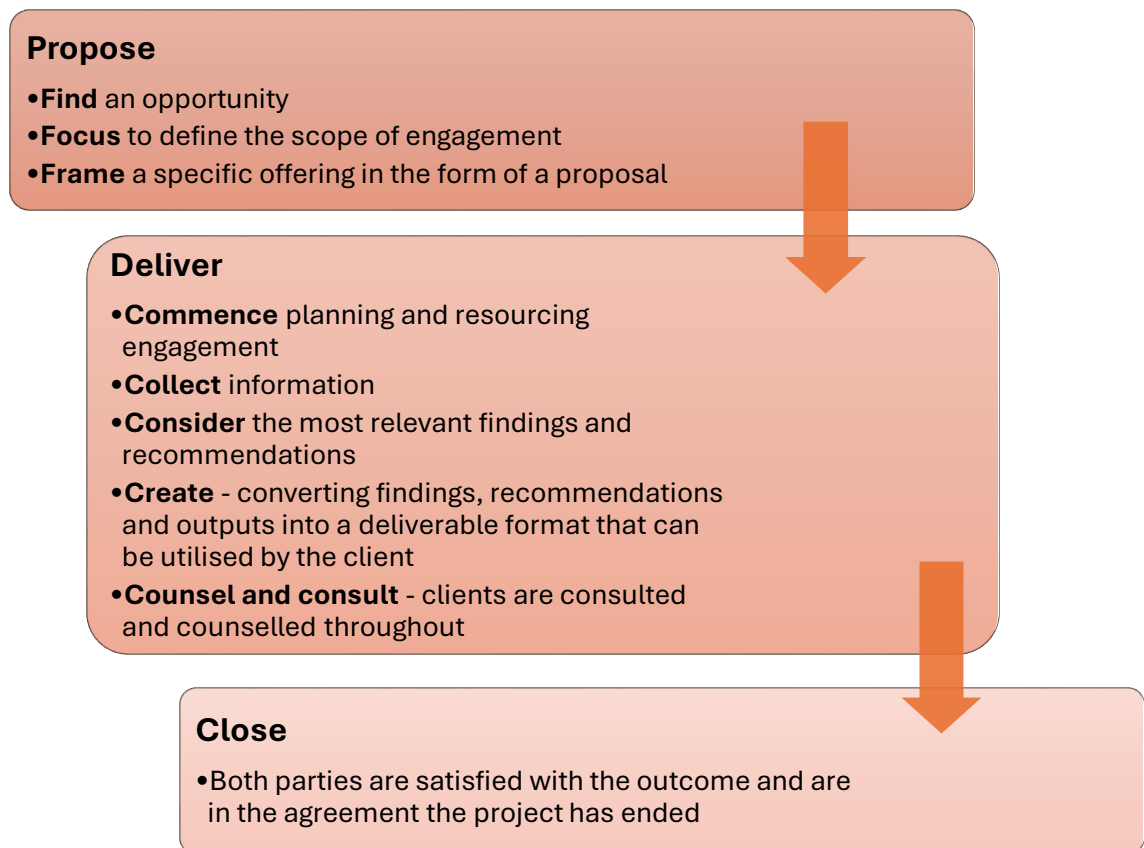 Propose
•Find an opportunity
•Focus to define the scope of engagement
•Frame a specific offering in the form of a proposal
Deliver
•Commence planning and resourcing
engagement
•Collect information
•Consider the most relevant findings and
recommendations
•Create - converting findings, recommendations
and outputs into a deliverable format that can
be utilised by the client
•Counsel and consult - clients are consulted
and counselled throughout
Close
•Both parties are satisfied with the outcome and are
in the agreement the project has ended